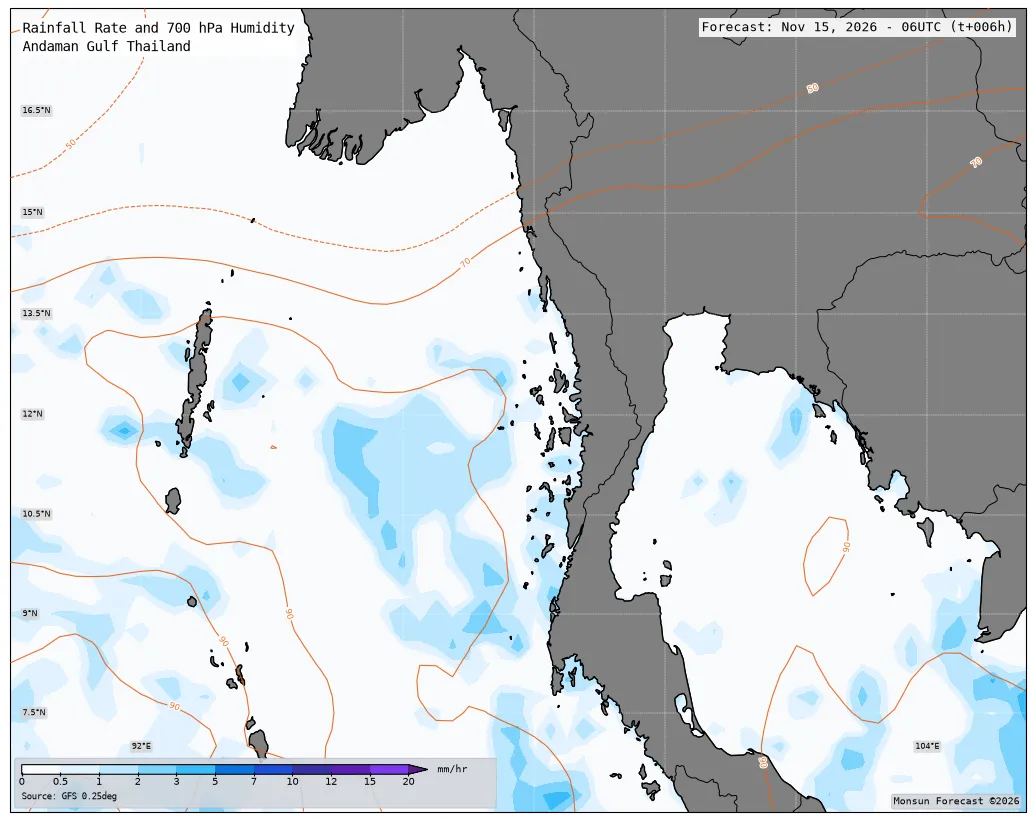 Rainfall Rate and 700 hPa Humidity
Andaman Gulf Thailand
Forecast: Nov 15, 2026 - 06UTC (t+006h)
50
16.5°N
50
70
15°N
70
13.5°N
12°N
10.5°N
90
9°N
90
90
90
7.5°N
92°E
104°E
90
mm/hr
0 0.5 1 2 3 5 7 10 12 15 20
Source: GFS 0.25deg
Monsun Forecast ©2026